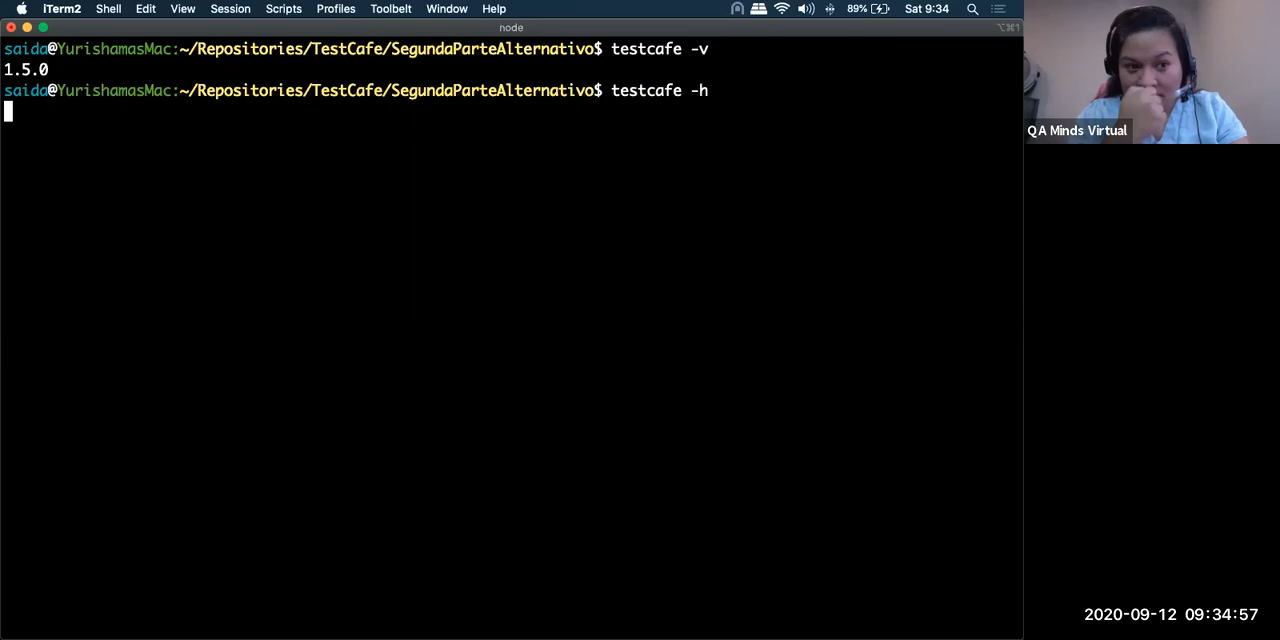 iTerm2 Shell Edit View Session Scripts Profiles Toolbelt Window Help 89% Sat 9:34
node ⌥⌘1
saida@YurishamasMac:~/Repositories/TestCafe/SegundaParteAlternativo$ testcafe -v
1.5.0
saida@YurishamasMac:~/Repositories/TestCafe/SegundaParteAlternativo$ testcafe -h
QA Minds Virtual
2020-09-12 09:34:57